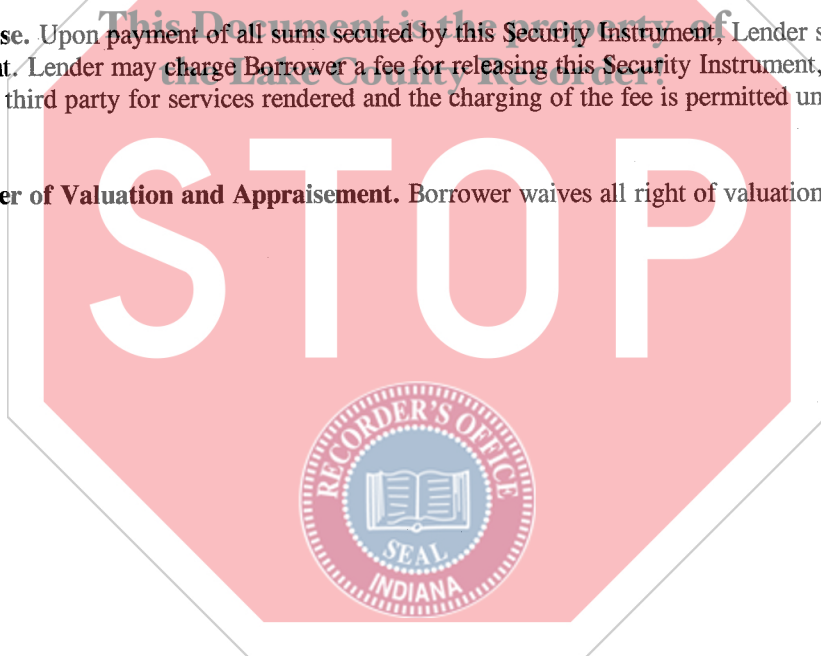 This Document is the property of
se. Upon payment of all sums secured by this Security Instrument, Lender s
the Lake County Recorder!
nt. Lender may charge Borrower a fee for releasing this Security Instrument,
third party for services rendered and the charging of the fee is permitted un
er of Valuation and Appraisement. Borrower waives all right of valuation
STOP
RECORDER'S OFFICE
SEAL
INDIANA